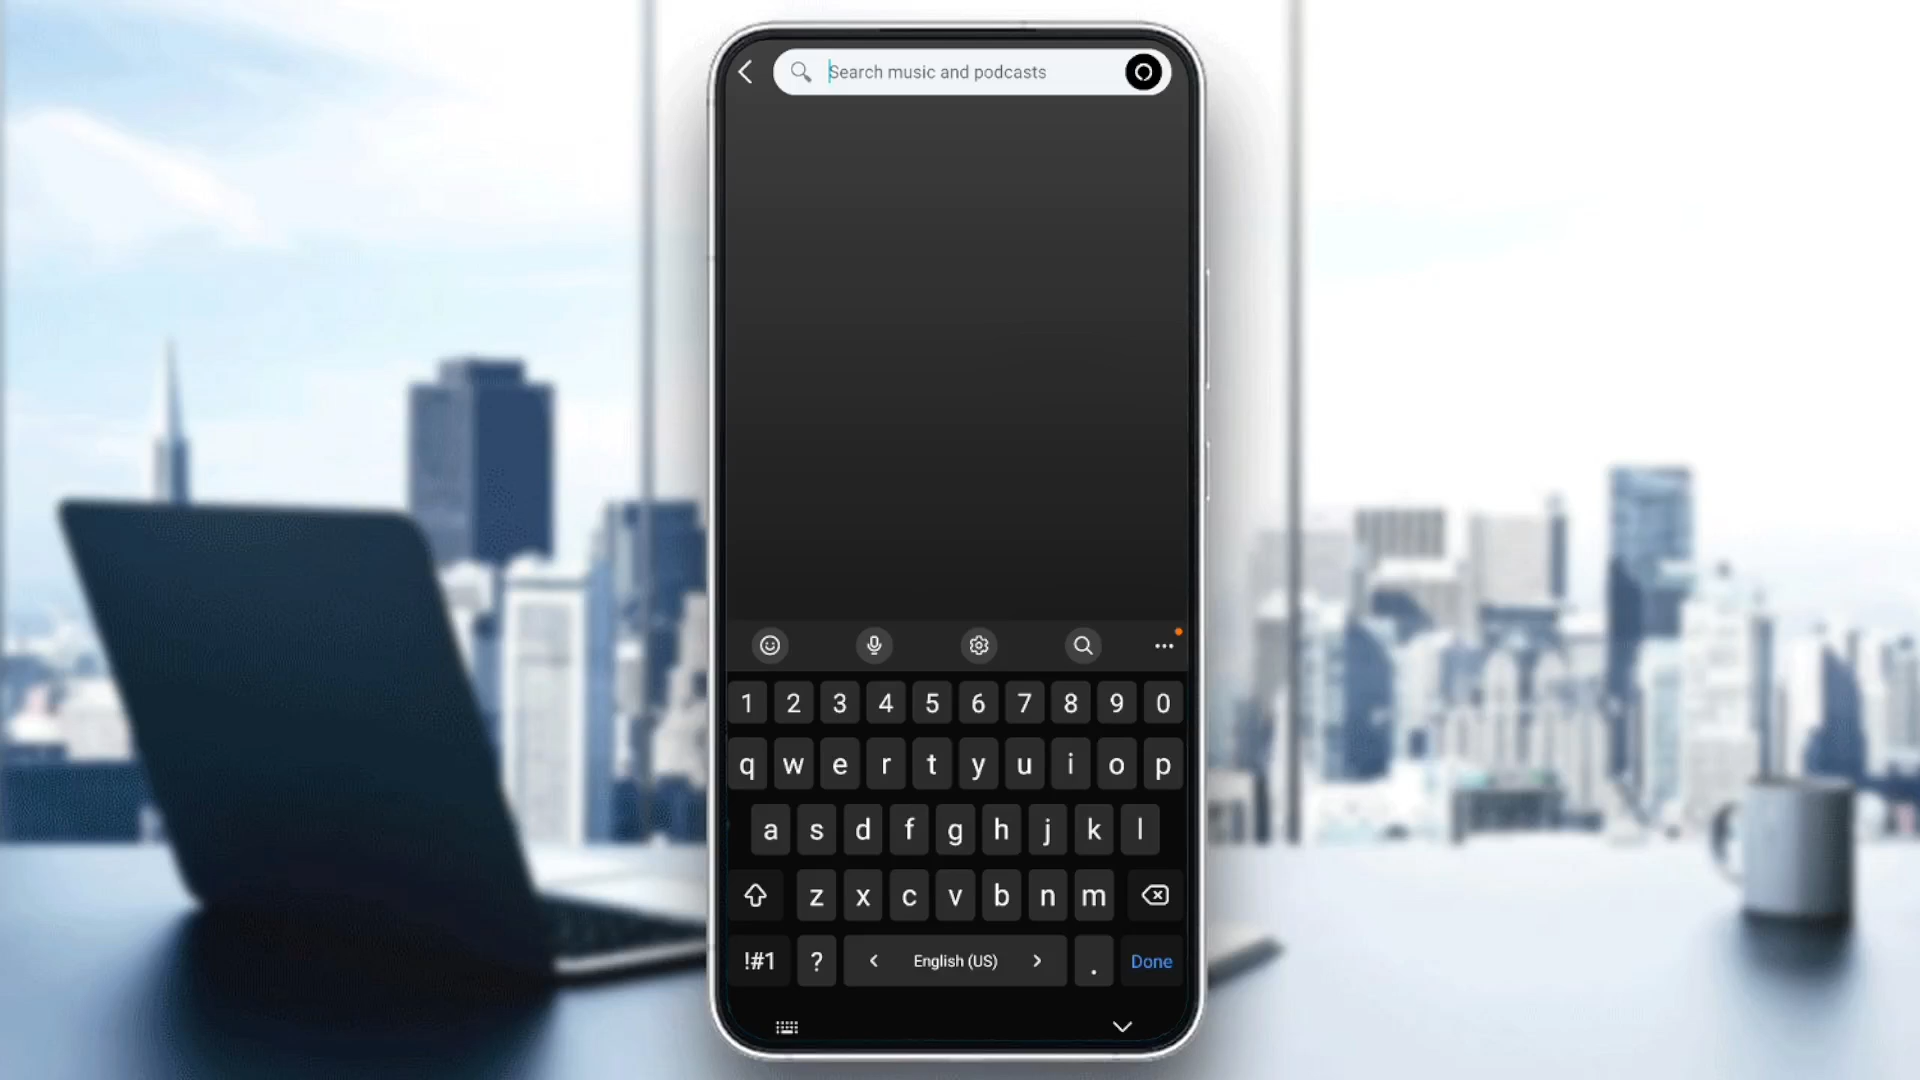 Search music and podcasts
1 2 3 4 5 6 7 8 9 0
q w e r t y u i o p
a s d f g h j k l
z x c v b n m
!#1 ? < English (US) > . Done